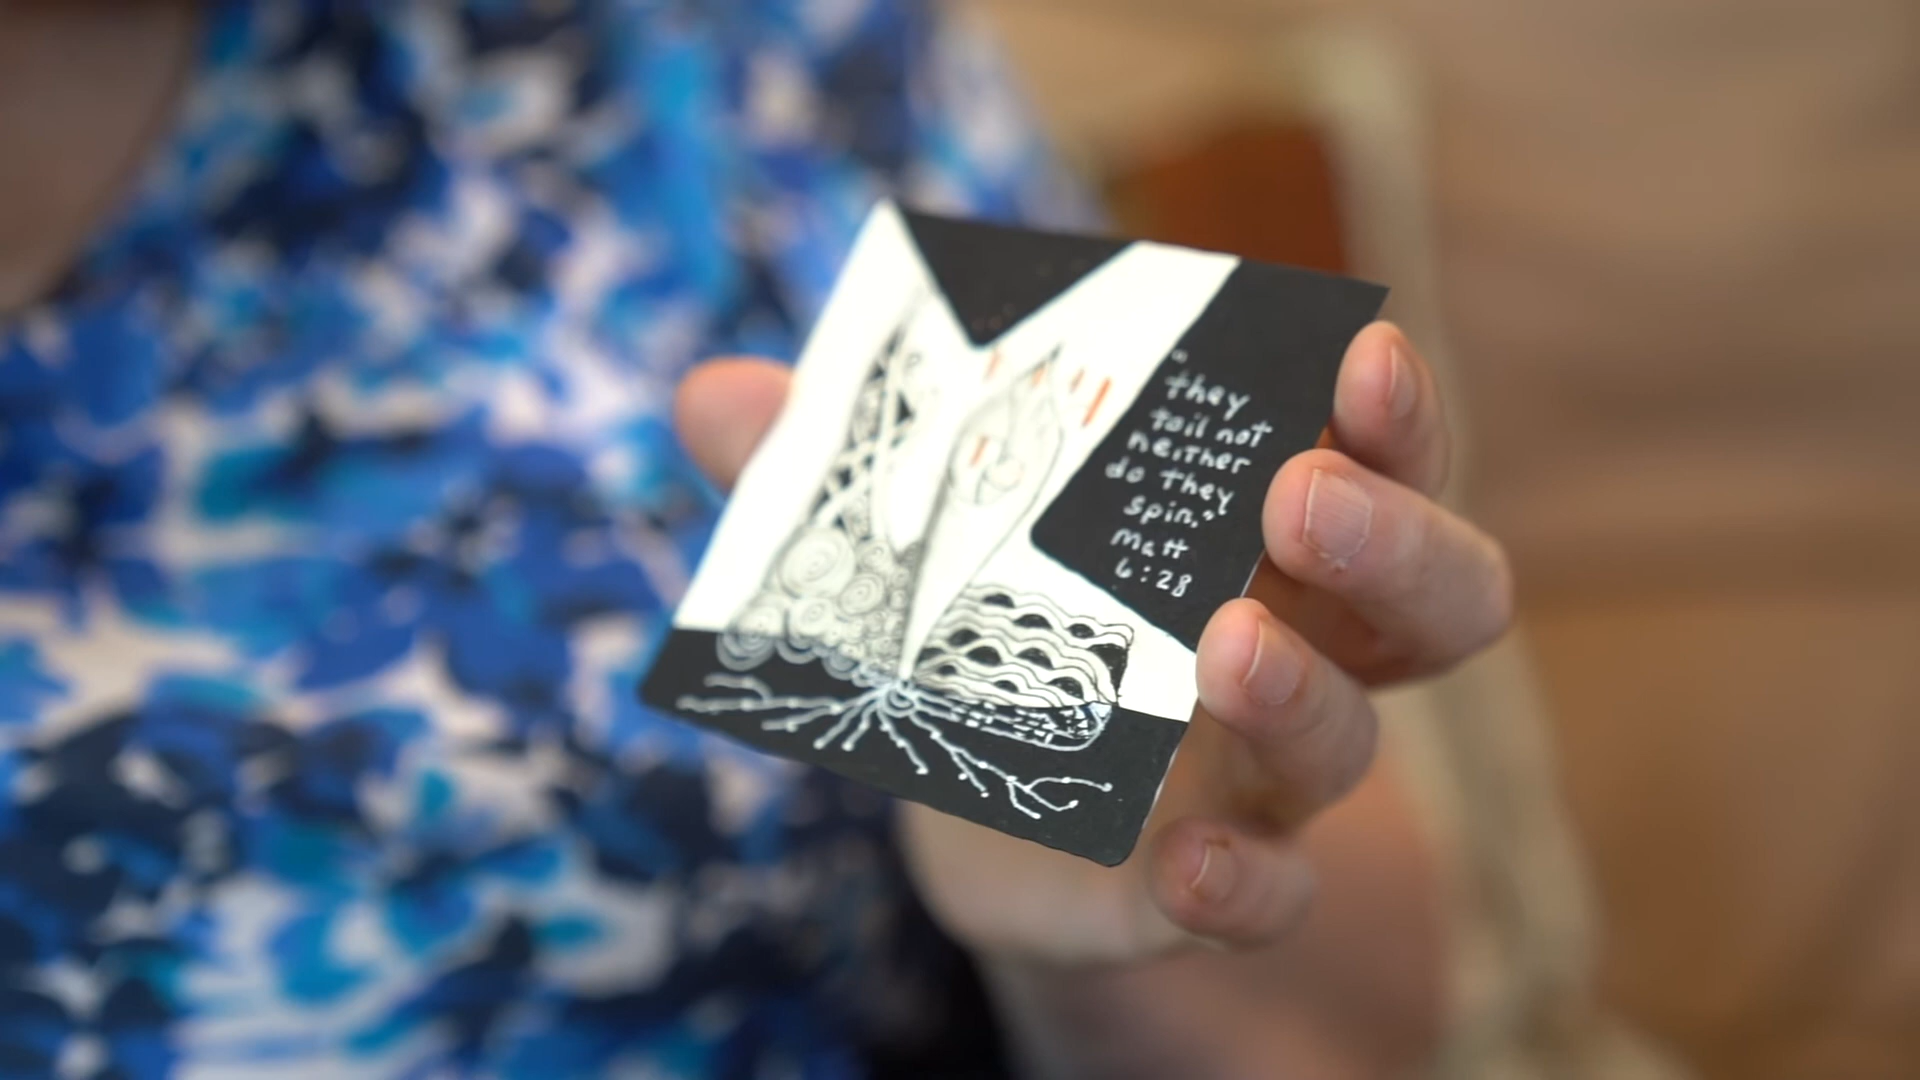 "they
toil not
neither
do they
spin."
Matt
6:28